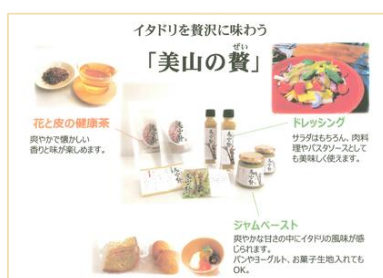 イタドリを贅沢に味わう
「美山の贅」
ぜい
花と皮の健康茶
爽やかで懐かしい
香りと味が楽しめます。
ドレッシング
サラダはもちろん、肉料
理やパスタソースとして
も美味しく使えます。
ジャムペースト
爽やかな甘さの中にイタドリの風味が感
じられます。
パンやヨーグルト、お菓子生地入れても
OK。